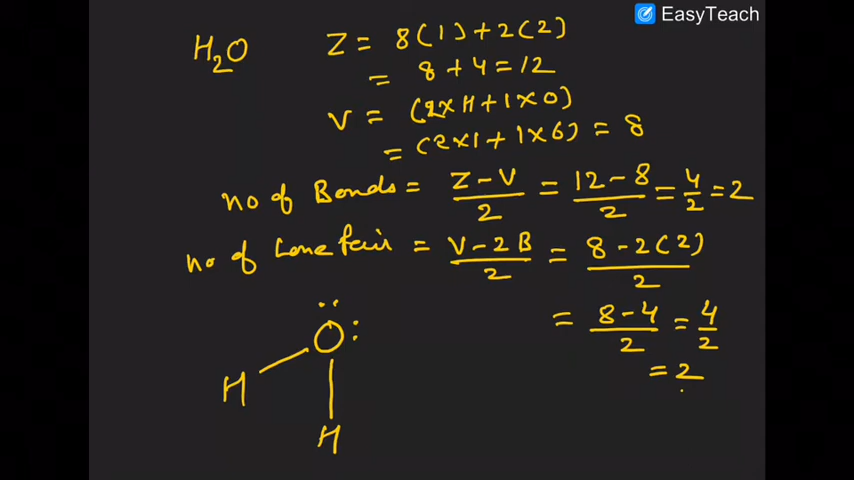 EasyTeach
H2O Z = 8(1)+2(2)
= 8+4=12
V = (2×H+1×O)
= (2×1+1×6) = 8
no of Bonds = Z-V/2 = 12-8/2 = 4/2 = 2
no of Lone Pair = V-2B/2 = 8-2(2)/2
= 8-4/2 = 4/2
= 2
O
H
H